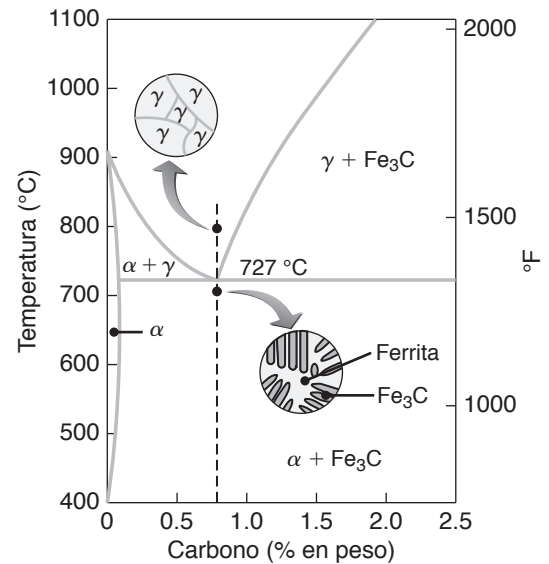 1100
1000
900
800
700
600
500
400
Temperatura (°C)
2000
1500
1000
°F
γ γ
γ
γ γ
γ + Fe₃C
α + γ
727 °C
α
Ferrita
Fe₃C
α + Fe₃C
0 0.5 1.0 1.5 2.0 2.5
Carbono (% en peso)